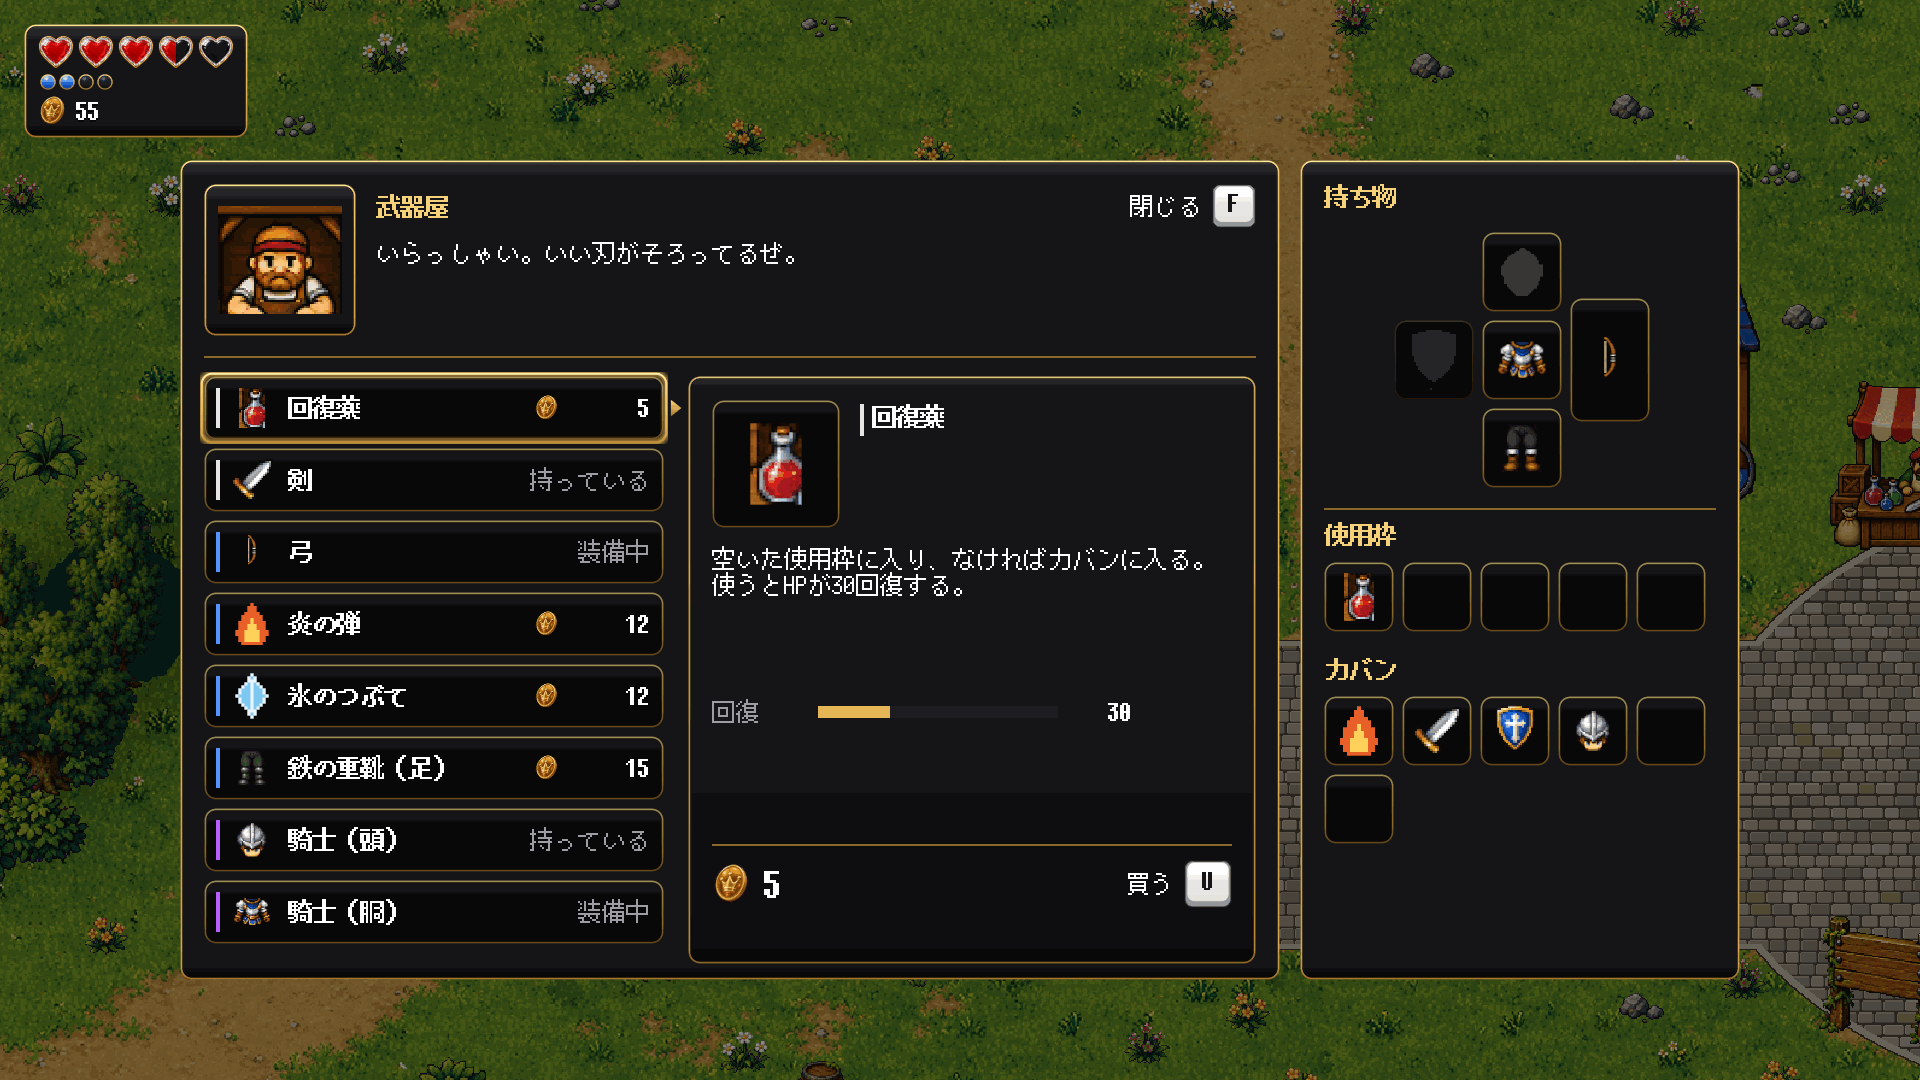 55
武器屋
いらっしゃい。いい刃がそろってるぜ。
閉じる F
回復薬 5
剣 持っている
弓 装備中
炎の弾 12
氷のつぶて 12
鉄の重靴（足） 15
騎士（頭） 持っている
騎士（胴） 装備中
回復薬
空いた使用枠に入り、なければカバンに入る。
使うとHPが30回復する。
回復 30
5 買う U
持ち物
使用枠
カバン